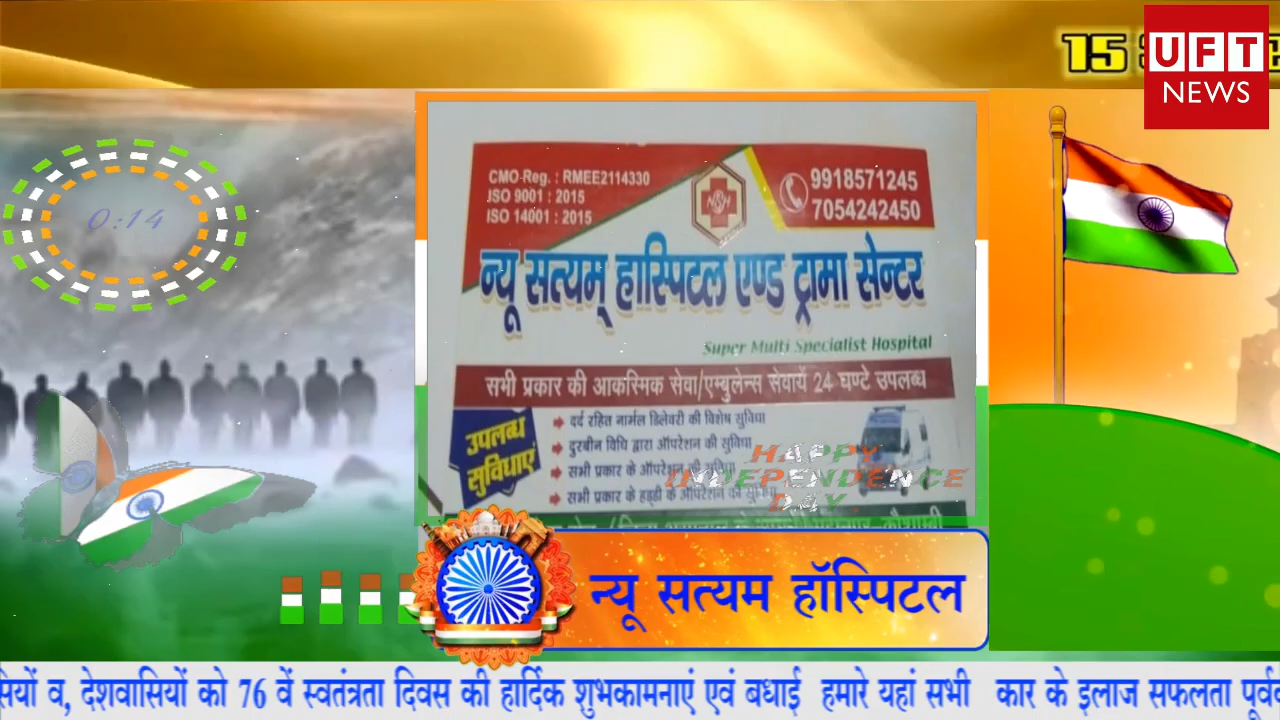 15
UFT
NEWS
0:14
CMO-Reg. : RMEE2114330
ISO 9001 : 2015
ISO 14001 : 2015
NSH
9918571245
7054242450
न्यू सत्यम् हास्पिटल एण्ड ट्रामा सेन्टर
Super Multi Specialist Hospital
सभी प्रकार की आकस्मिक सेवा/एम्बुलेन्स सेवायें 24 घण्टे उपलब्ध
उपलब्ध
सुविधाएं
दर्द रहित नार्मल डिलेवरी की विशेष सुविधा
दुरबीन विधि द्वारा ऑपरेशन की सुविधा
सभी प्रकार के ऑपरेशन की सुविधा
सभी प्रकार के हड्डी के ऑपरेशन की सुविधा
HAPPY
INDEPENDENCE
DAY
न्यू सत्यम हॉस्पिटल
देशवासियों को 76 वें स्वतंत्रता दिवस की हार्दिक शुभकामनाएं एवं बधाई हमारे यहां सभी कार के इलाज सफलता